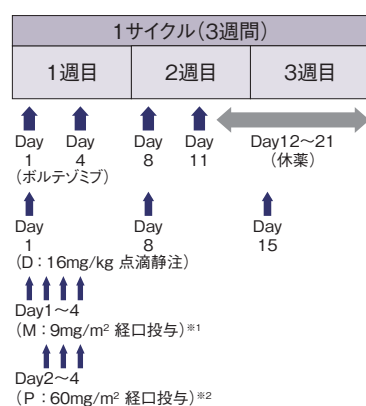 1サイクル（3週間）
1週目 2週目 3週目
Day Day Day Day Day12～21
1 4 8 11 （休薬）
（ボルテゾミブ）
Day Day Day
1 8 15
（D：16mg/kg 点滴静注）
Day1～4
（M：9mg/m² 経口投与）※1
Day2～4
（P：60mg/m² 経口投与）※2